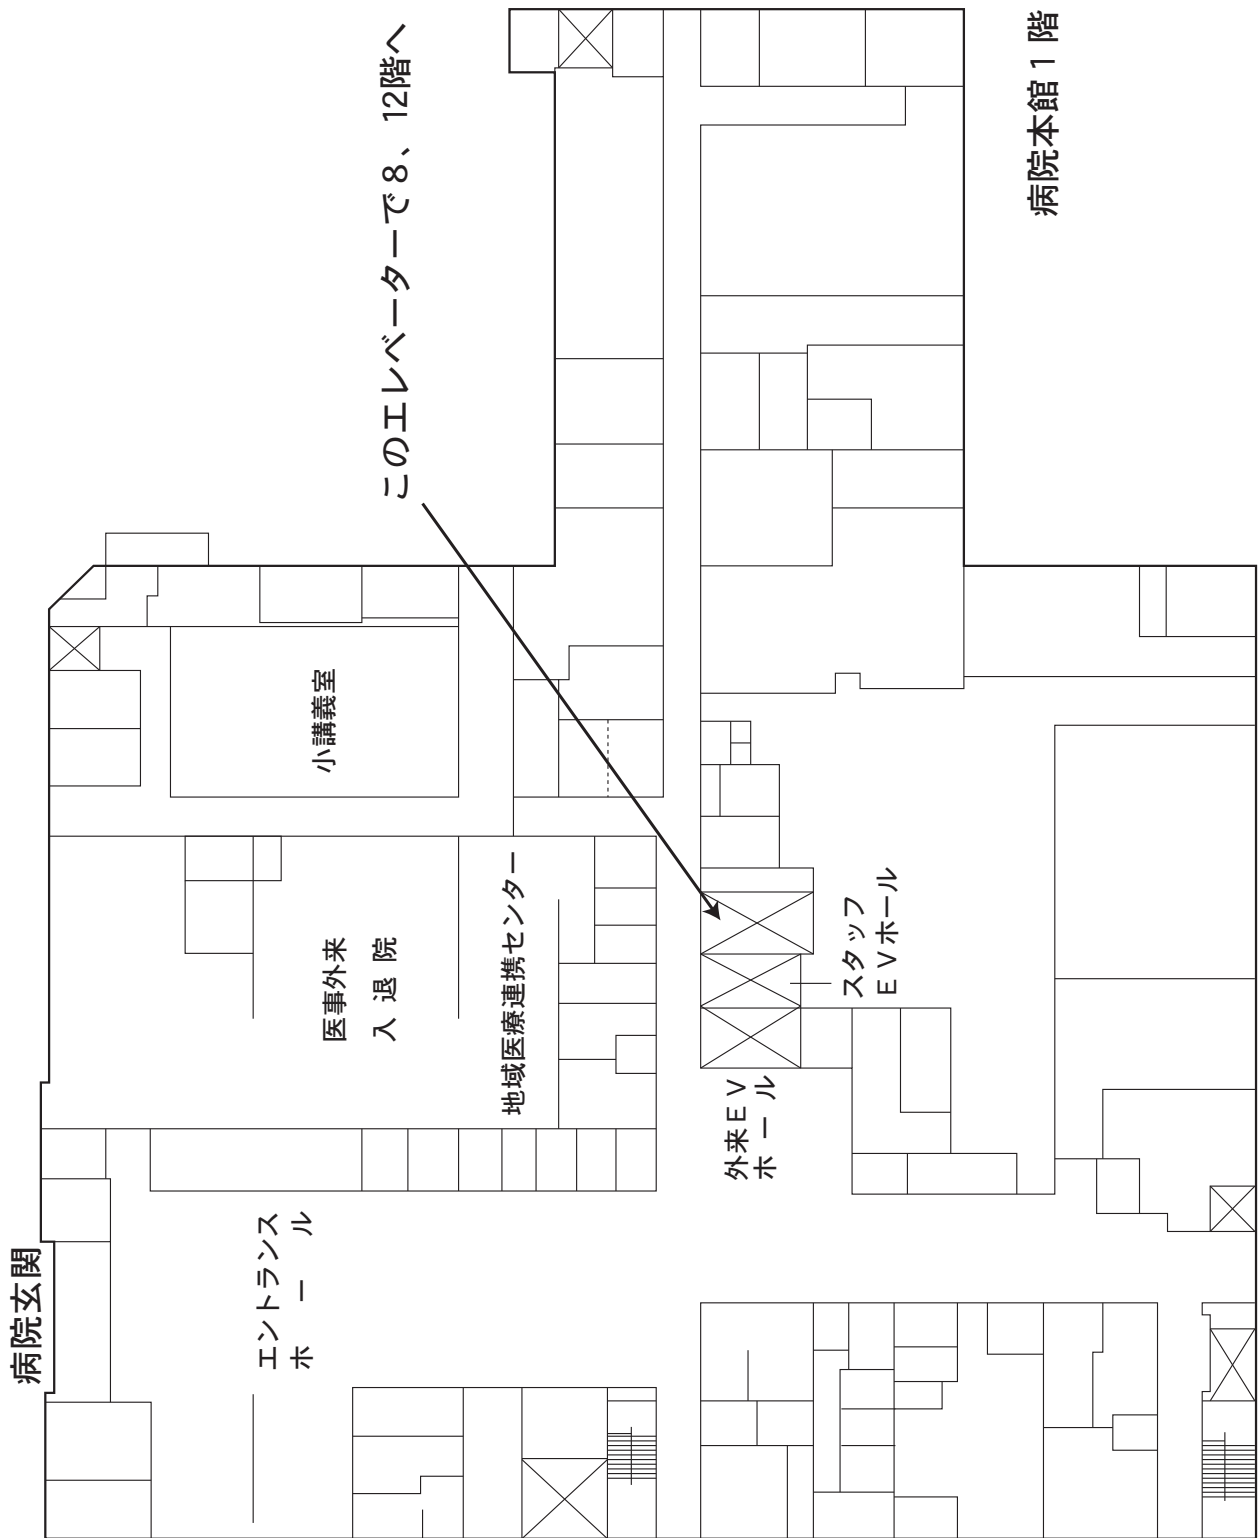 病院本館1階
このエレベーターで8、12階へ
小講義室
医事外来
入退院
地域医療連携センター
スタッフ
EVホール
外来EV
ホール
エントランス
ホール
病院玄関